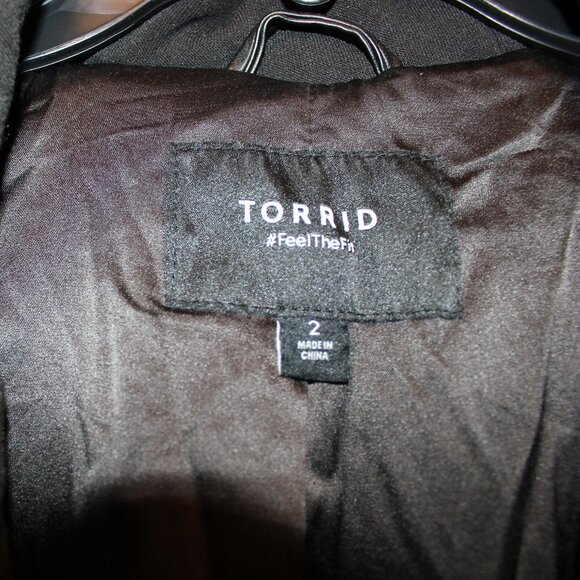 TORRID
#FeelTheFit
2
MADE IN
CHINA